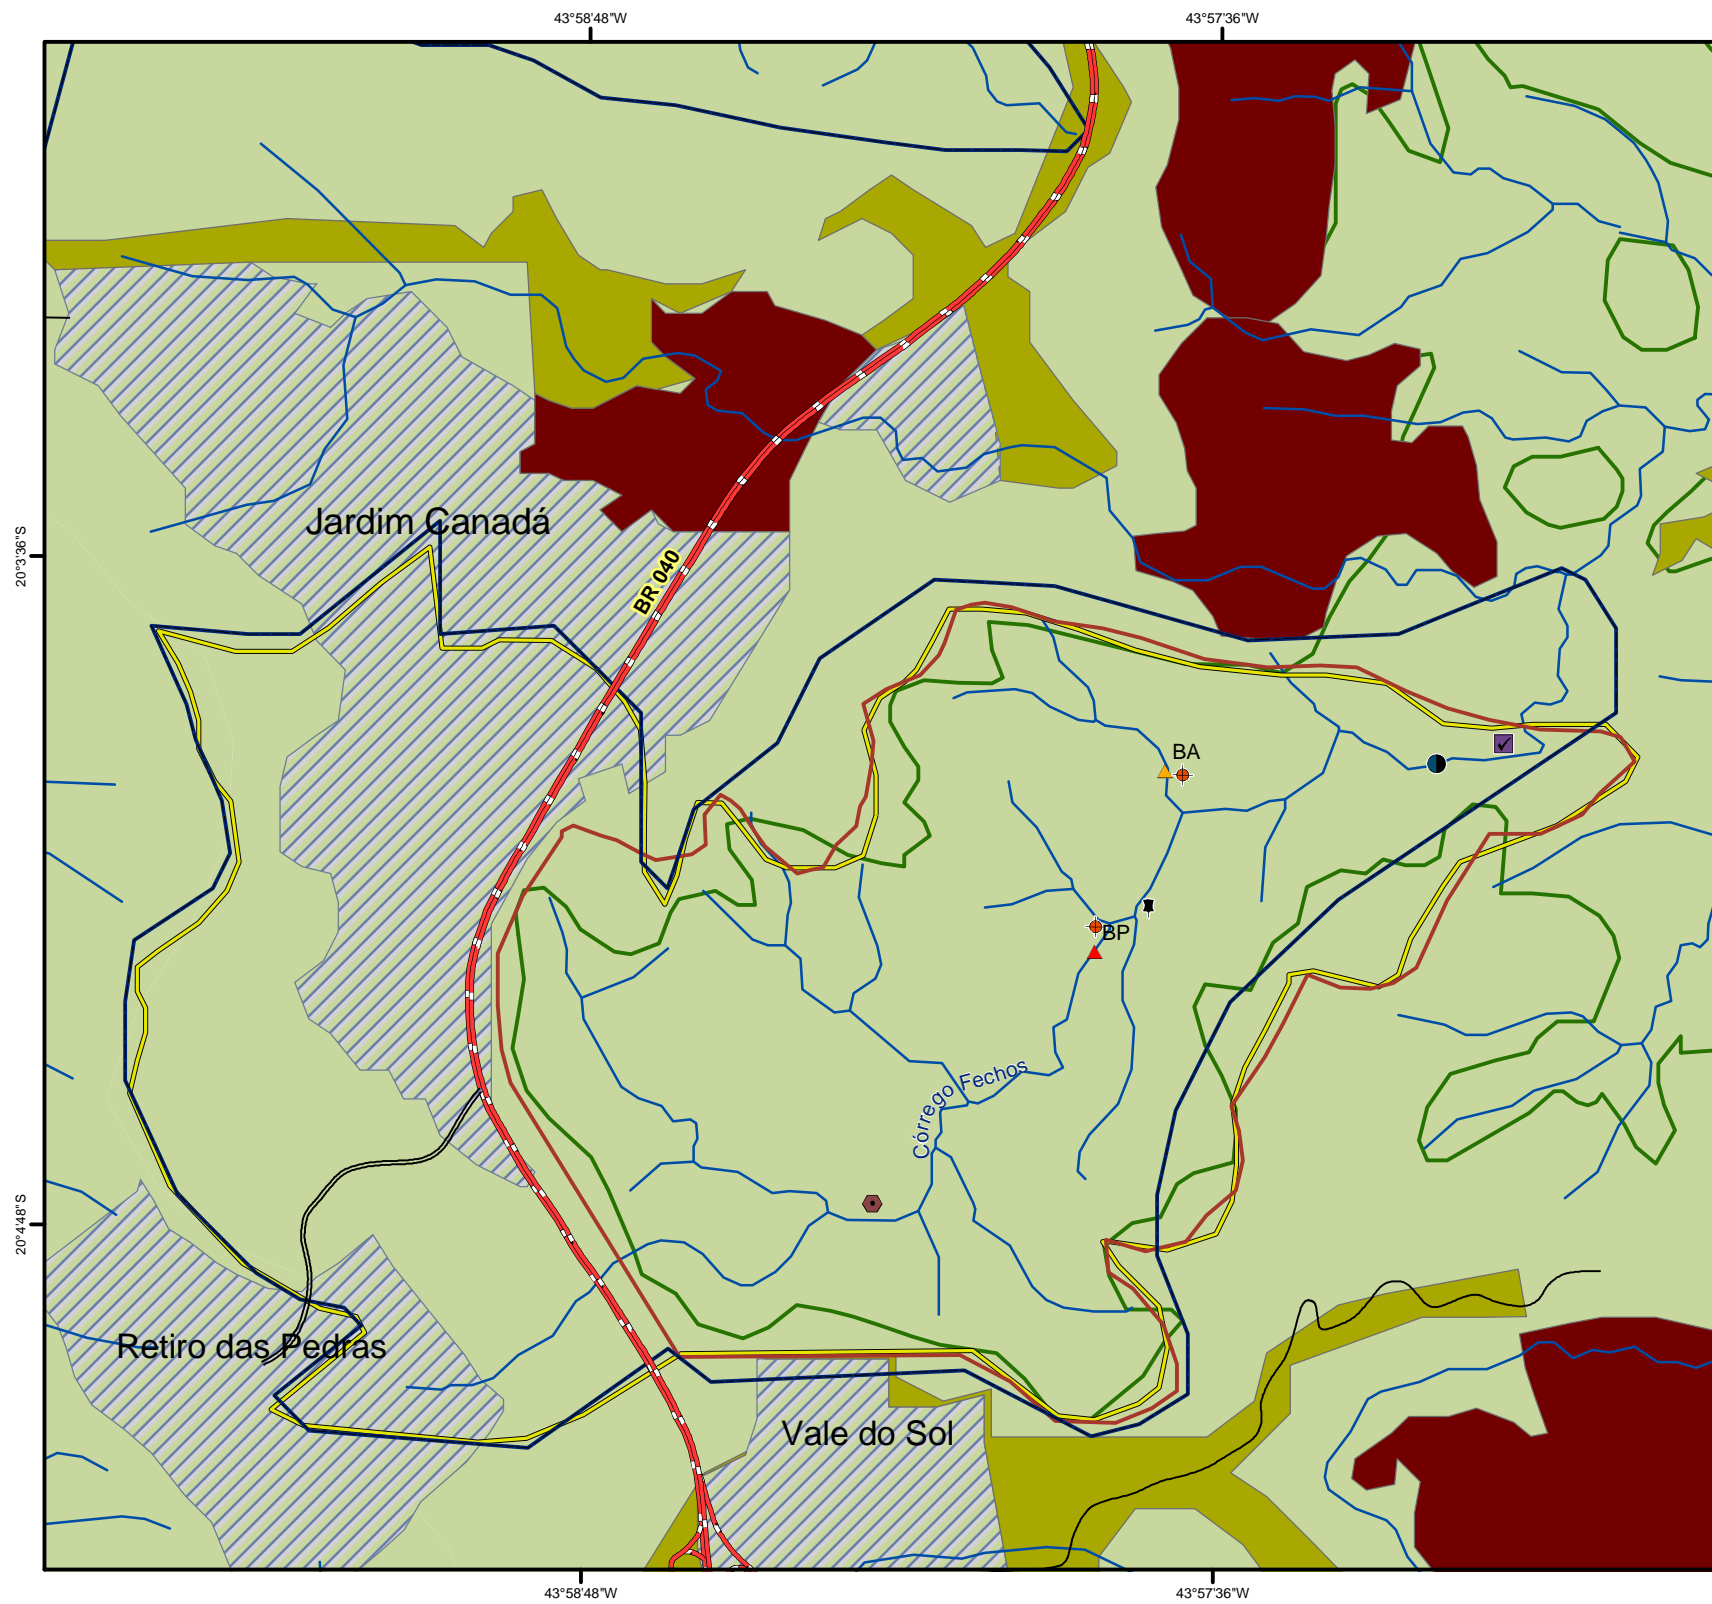 43°58'48"W
43°57'36"W
20°3'36"S
Jardim Canadá
BR 040
BA
BP
Córrego Fechos
20°4'48"S
Retiro das Pedras
Vale do Sol
43°58'48"W
43°57'36"W